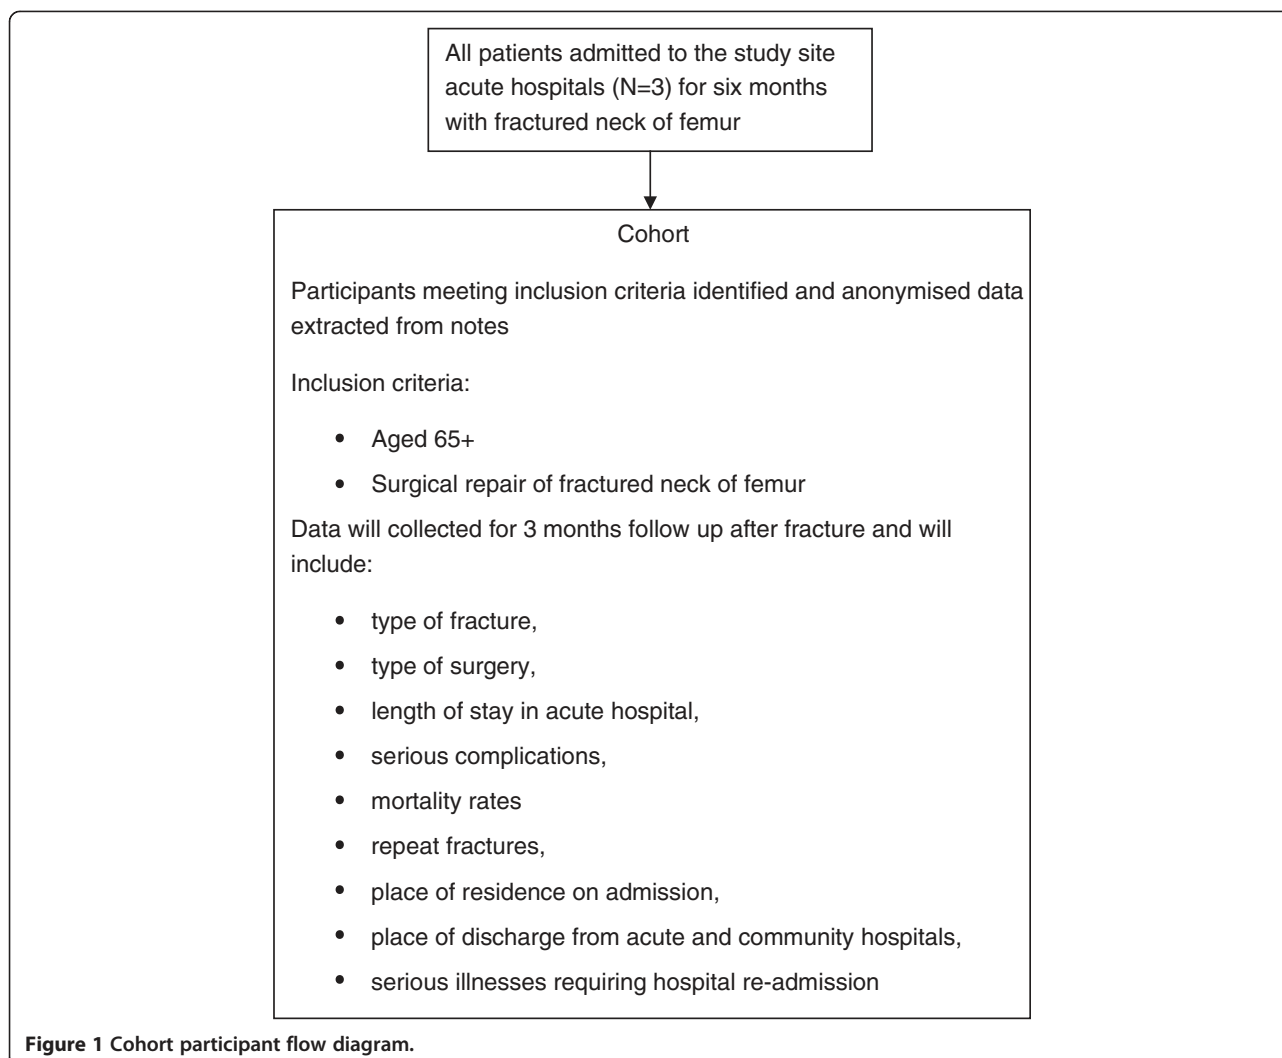 All patients admitted to the study site
acute hospitals (N=3) for six months
with fractured neck of femur
Cohort
Participants meeting inclusion criteria identified and anonymised data
extracted from notes
Inclusion criteria:
• Aged 65+
• Surgical repair of fractured neck of femur
Data will collected for 3 months follow up after fracture and will
include:
• type of fracture,
• type of surgery,
• length of stay in acute hospital,
• serious complications,
• mortality rates
• repeat fractures,
• place of residence on admission,
• place of discharge from acute and community hospitals,
• serious illnesses requiring hospital re-admission
Figure 1 Cohort participant flow diagram.